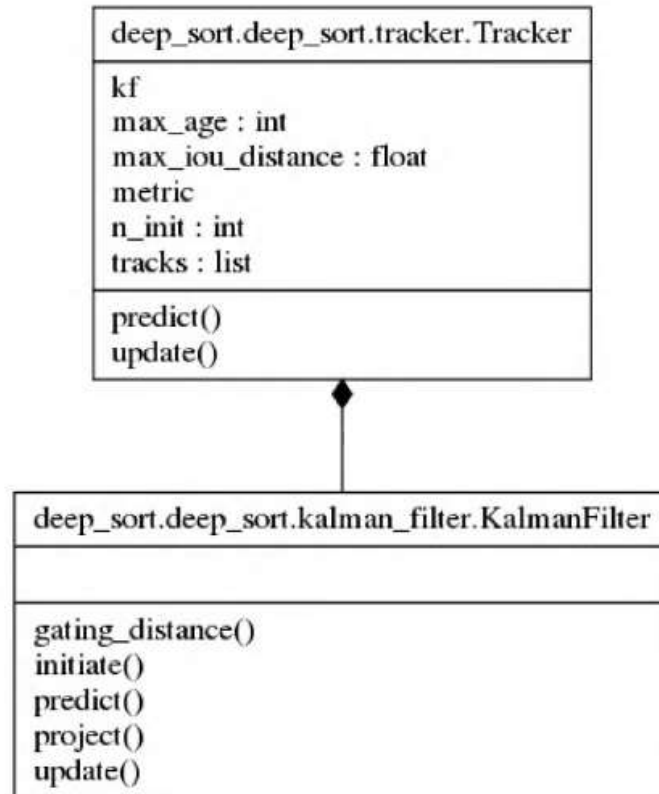 deep_sort.deep_sort.tracker.Tracker
kf
max_age : int
max_iou_distance : float
metric
n_init : int
tracks : list
predict()
update()
deep_sort.deep_sort.kalman_filter.KalmanFilter
gating_distance()
initiate()
predict()
project()
update()